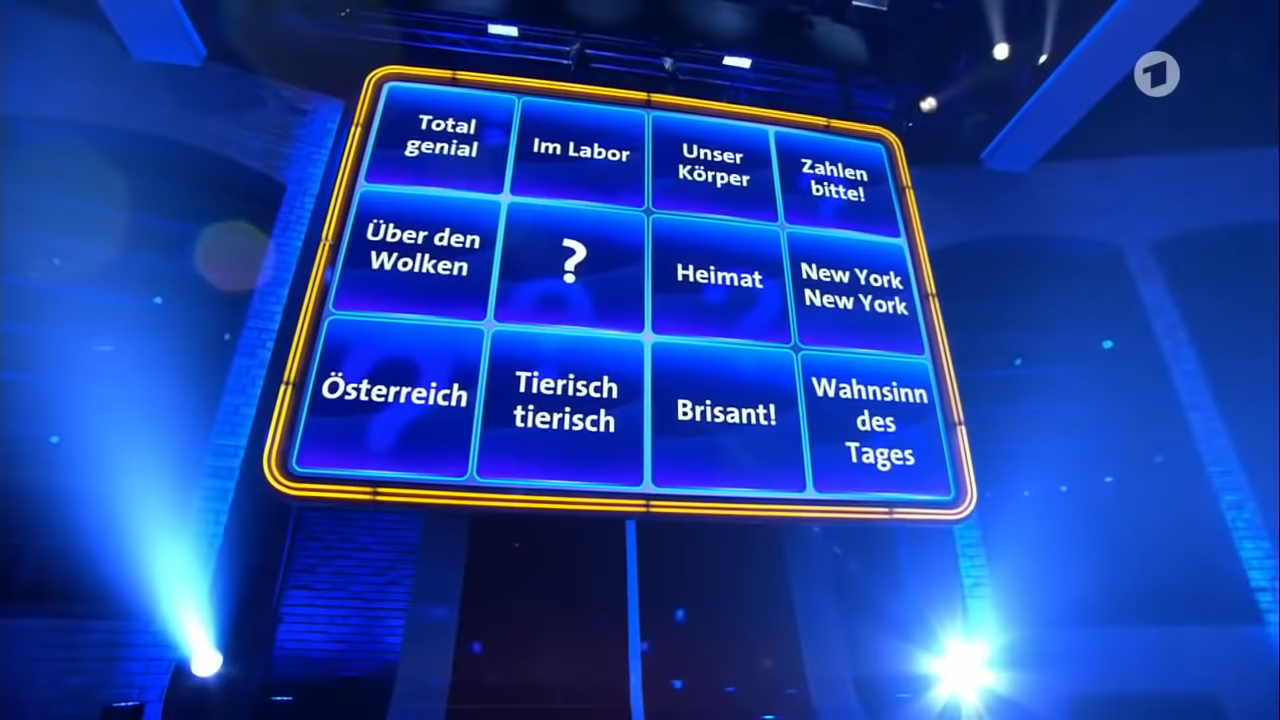 1
Total
genial
Im Labor
Unser
Körper
Zahlen
bitte!
Über den
Wolken
?
Heimat
New York
New York
Österreich
Tierisch
tierisch
Brisant!
Wahnsinn
des
Tages